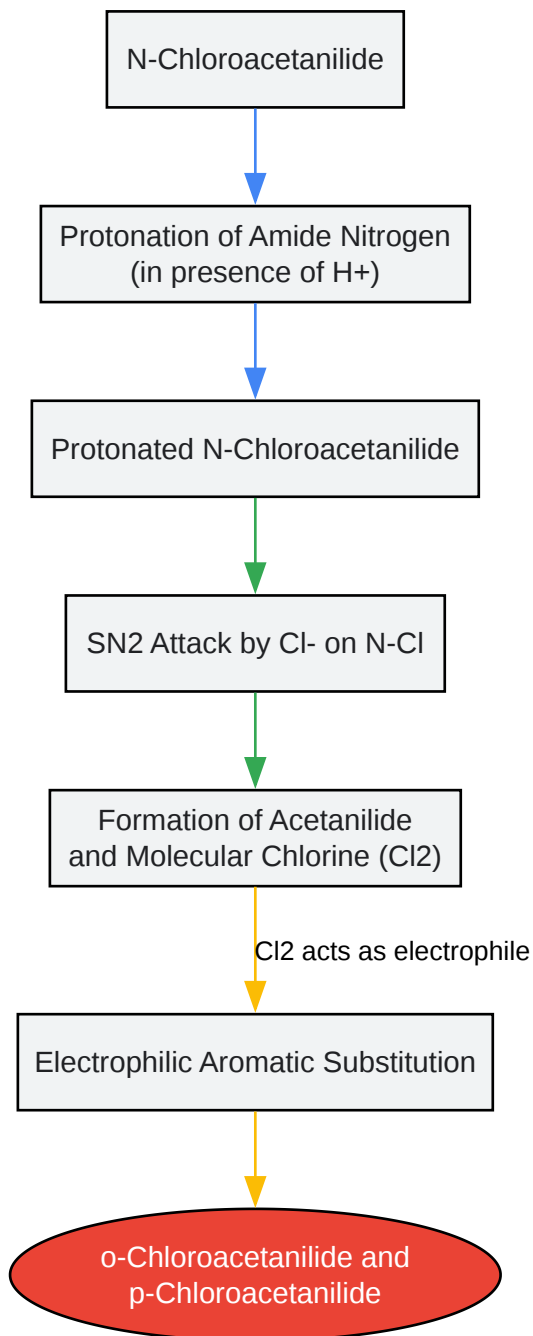 N-Chloroacetanilide
Protonation of Amide Nitrogen
(in presence of H+)
Protonated N-Chloroacetanilide
SN2 Attack by Cl- on N-Cl
Formation of Acetanilide
and Molecular Chlorine (Cl2)
Cl2 acts as electrophile
Electrophilic Aromatic Substitution
o-Chloroacetanilide and
p-Chloroacetanilide